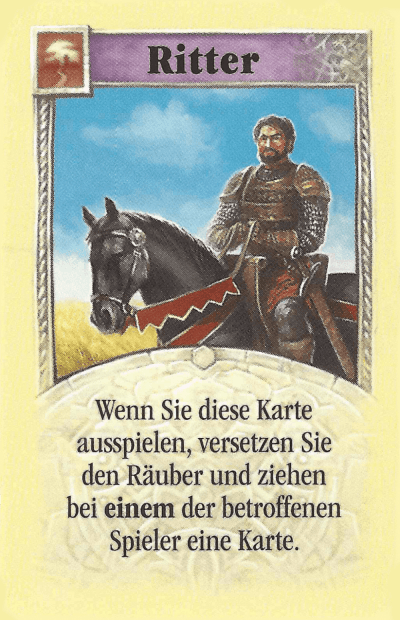 Ritter
Wenn Sie diese Karte
ausspielen, versetzen Sie
den Räuber und ziehen
bei einem der betroffenen
Spieler eine Karte.